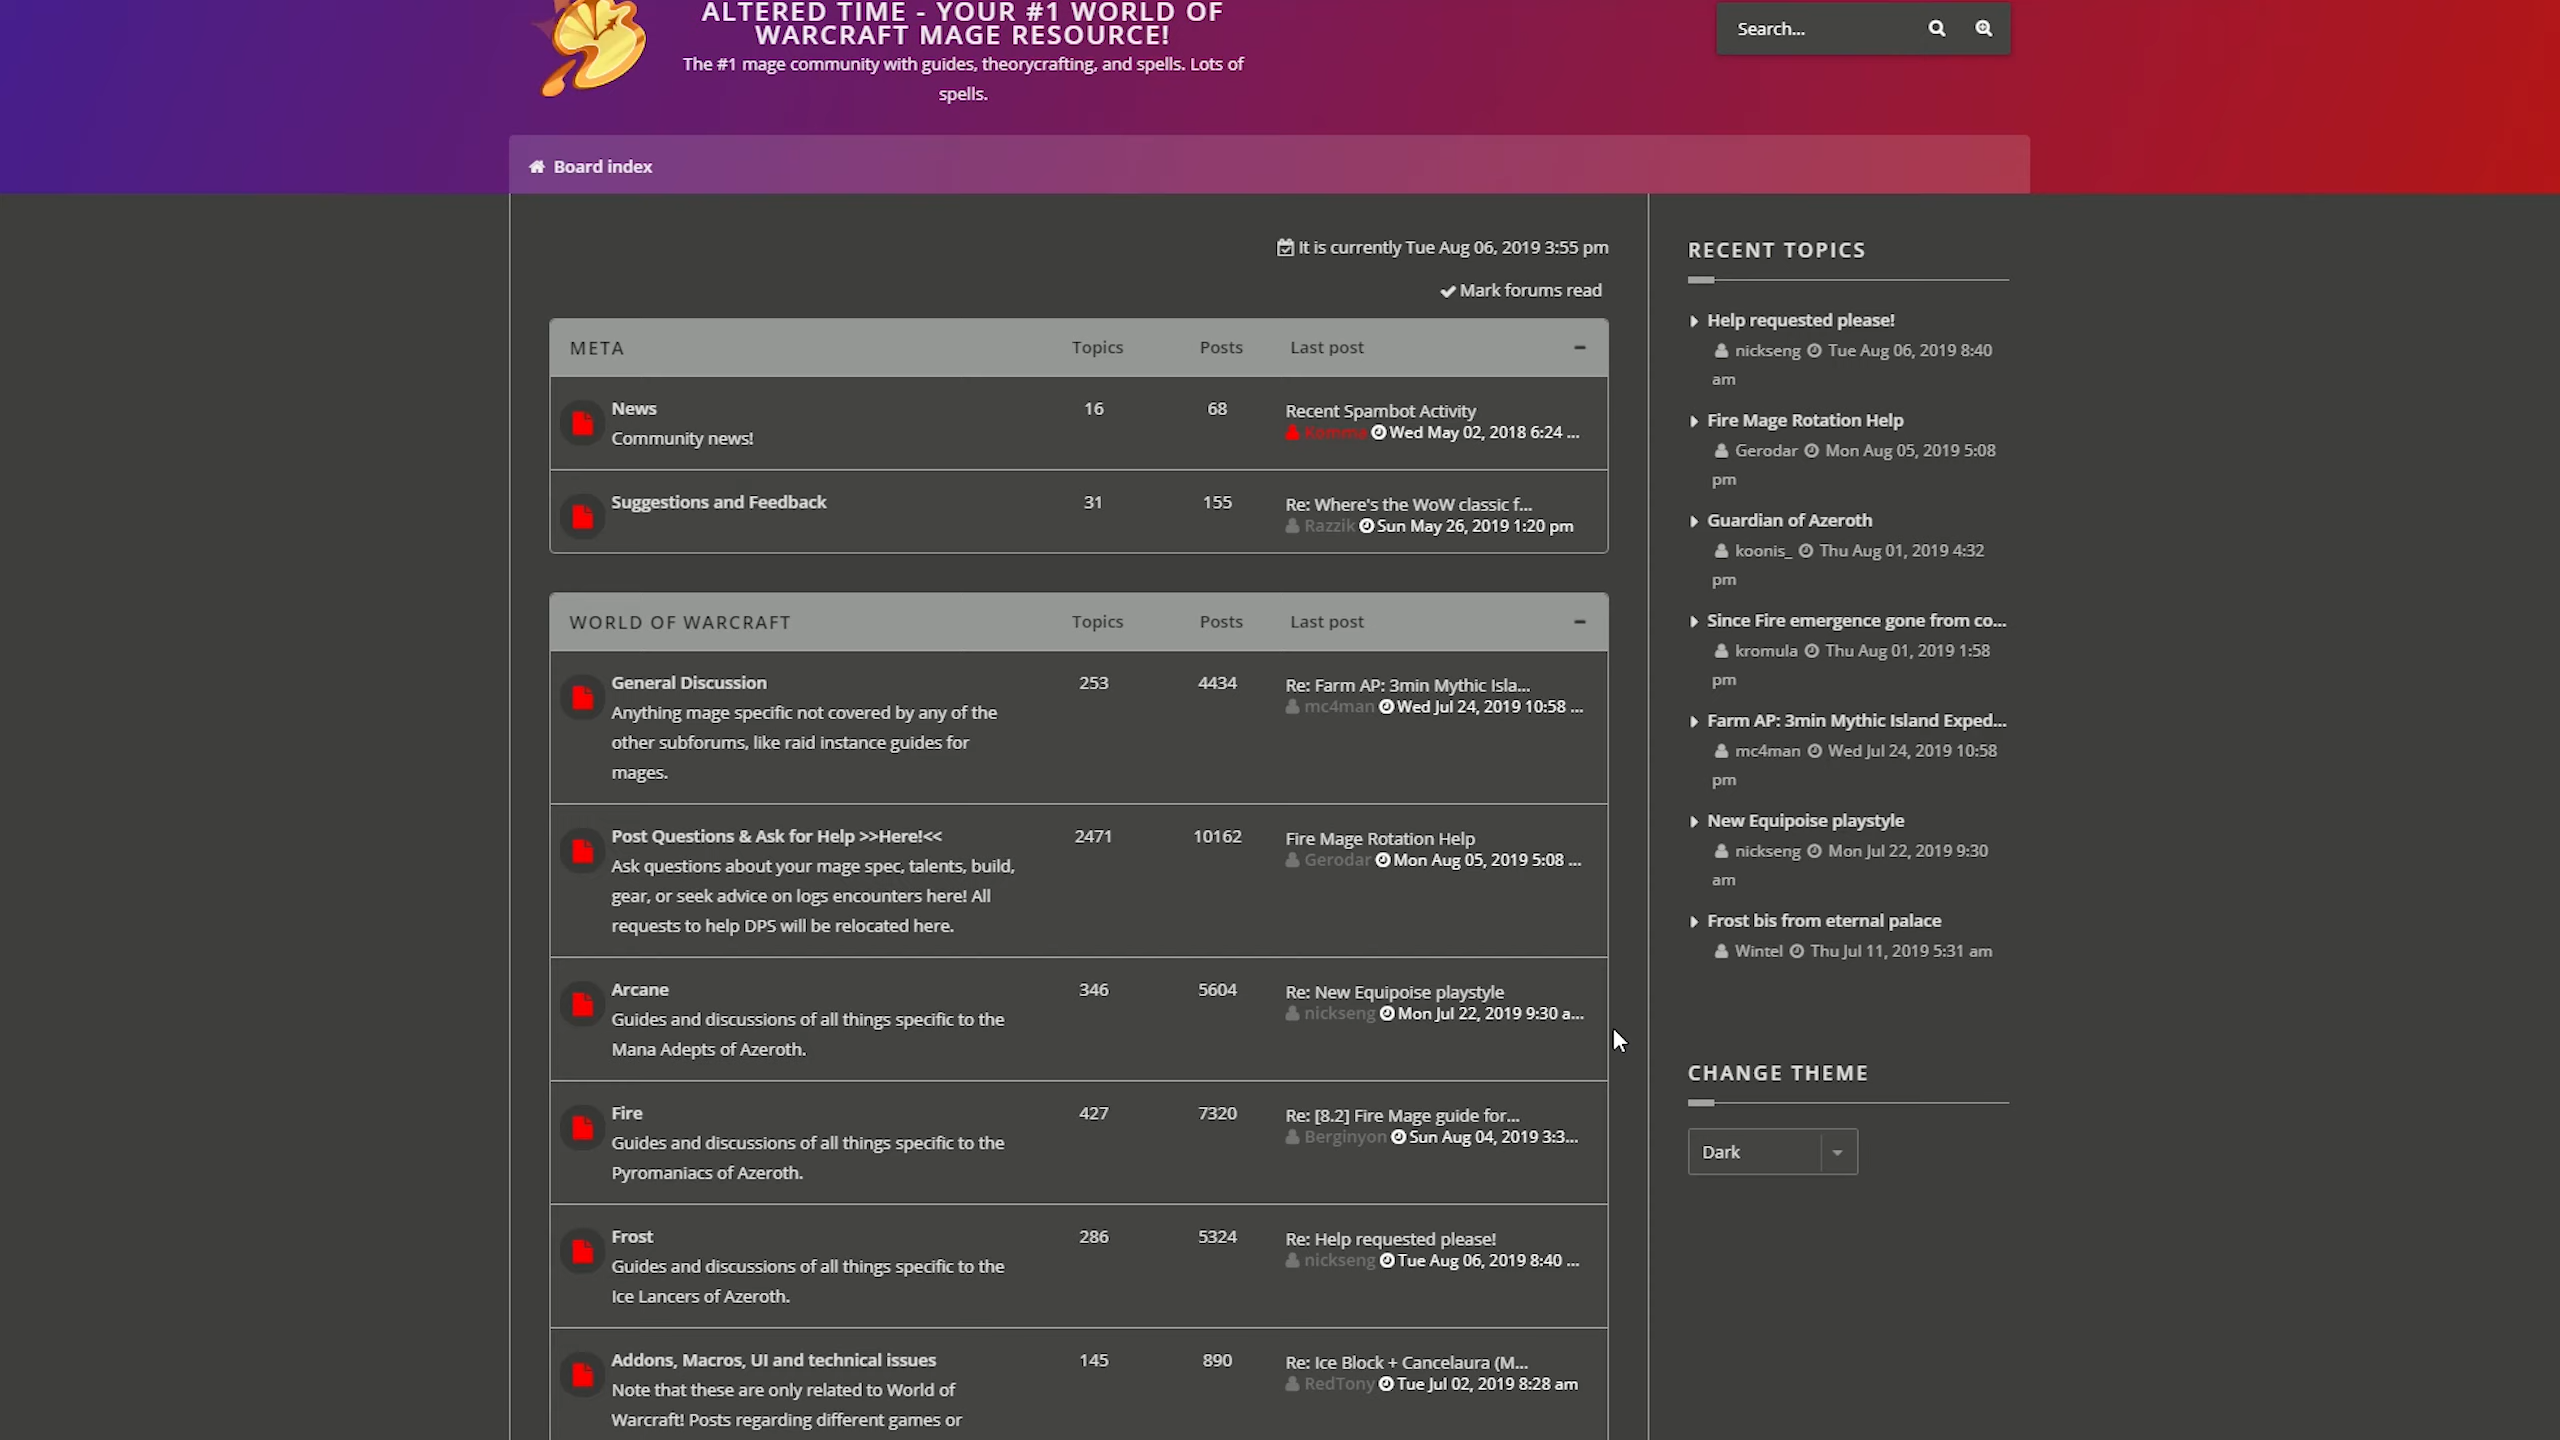 ALTERED TIME - YOUR #1 WORLD OF
WARCRAFT MAGE RESOURCE!
The #1 mage community with guides, theorycrafting, and spells. Lots of
spells.
Search...
Board index
It is currently Tue Aug 06, 2019 3:55 pm
Mark forums read
META Topics Posts Last post
News 16 68 Recent Spambot Activity
Community news! Komma Wed May 02, 2018 6:24 ...
Suggestions and Feedback 31 155 Re: Where's the WoW classic f...
Razzik Sun May 26, 2019 1:20 pm
WORLD OF WARCRAFT Topics Posts Last post
General Discussion 253 4434 Re: Farm AP: 3min Mythic Isla...
Anything mage specific not covered by any of the mc4man Wed Jul 24, 2019 10:58 ...
other subforums, like raid instance guides for
mages.
Post Questions & Ask for Help >>Here!<< 2471 10162 Fire Mage Rotation Help
Ask questions about your mage spec, talents, build, Gerodar Mon Aug 05, 2019 5:08 ...
gear, or seek advice on logs encounters here! All
requests to help DPS will be relocated here.
Arcane 346 5604 Re: New Equipoise playstyle
Guides and discussions of all things specific to the nickseng Mon Jul 22, 2019 9:30 a...
Mana Adepts of Azeroth.
Fire 427 7320 Re: [8.2] Fire Mage guide for...
Guides and discussions of all things specific to the Berginyon Sun Aug 04, 2019 3:3...
Pyromaniacs of Azeroth.
Frost 286 5324 Re: Help requested please!
Guides and discussions of all things specific to the nickseng Tue Aug 06, 2019 8:40 ...
Ice Lancers of Azeroth.
Addons, Macros, UI and technical issues 145 890 Re: Ice Block + Cancelaura (M...
Note that these are only related to World of RedTony Tue Jul 02, 2019 8:28 am
Warcraft! Posts regarding different games or
RECENT TOPICS
Help requested please!
nickseng Tue Aug 06, 2019 8:40
am
Fire Mage Rotation Help
Gerodar Mon Aug 05, 2019 5:08
pm
Guardian of Azeroth
koonis_ Thu Aug 01, 2019 4:32
pm
Since Fire emergence gone from co...
kromula Thu Aug 01, 2019 1:58
pm
Farm AP: 3min Mythic Island Exped...
mc4man Wed Jul 24, 2019 10:58
pm
New Equipoise playstyle
nickseng Mon Jul 22, 2019 9:30
am
Frost bis from eternal palace
Wintel Thu Jul 11, 2019 5:31 am
CHANGE THEME
Dark